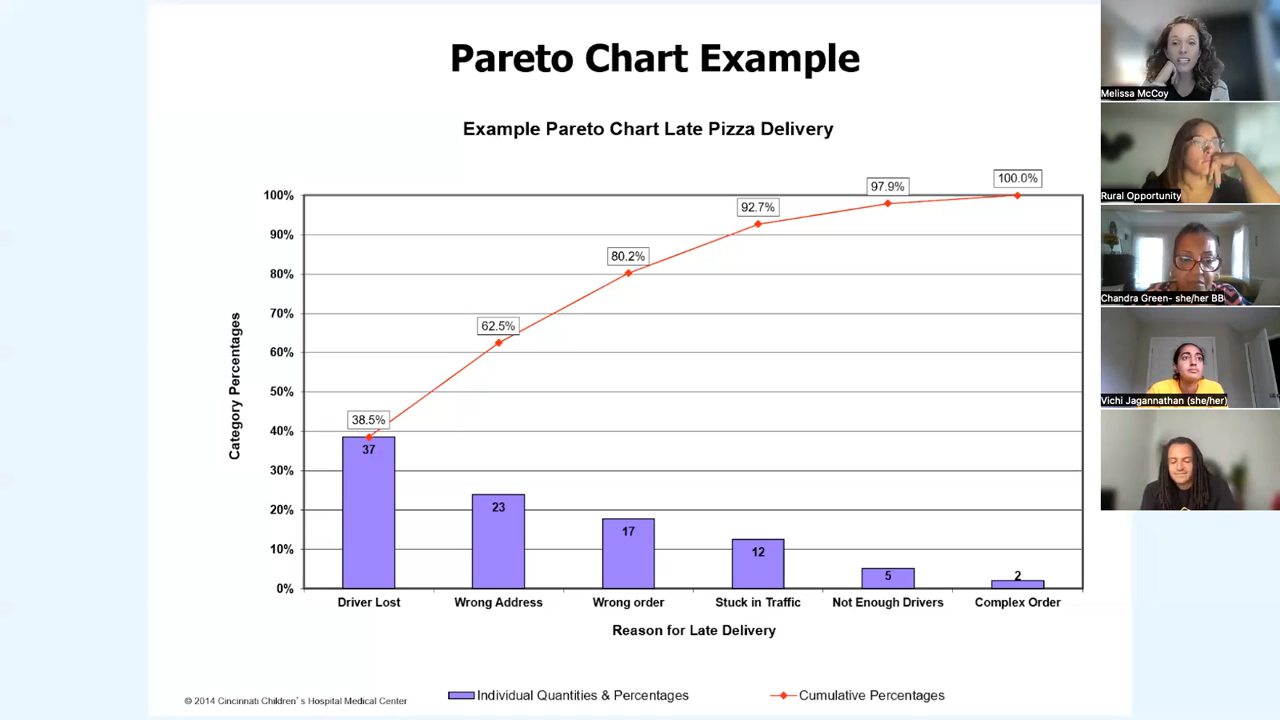 Pareto Chart Example
Example Pareto Chart Late Pizza Delivery
100%
90%
80%
70%
60%
50%
40%
30%
20%
10%
0%
Category Percentages
38.5%
62.5%
80.2%
92.7%
97.9%
100.0%
37
23
17
12
5
2
Driver Lost
Wrong Address
Wrong order
Stuck in Traffic
Not Enough Drivers
Complex Order
Reason for Late Delivery
Individual Quantities & Percentages
Cumulative Percentages
© 2014 Cincinnati Children's Hospital Medical Center
Melissa McCoy
Rural Opportunity
Chandra Green- she/her BB
Vichi Jagannathan (she/her)